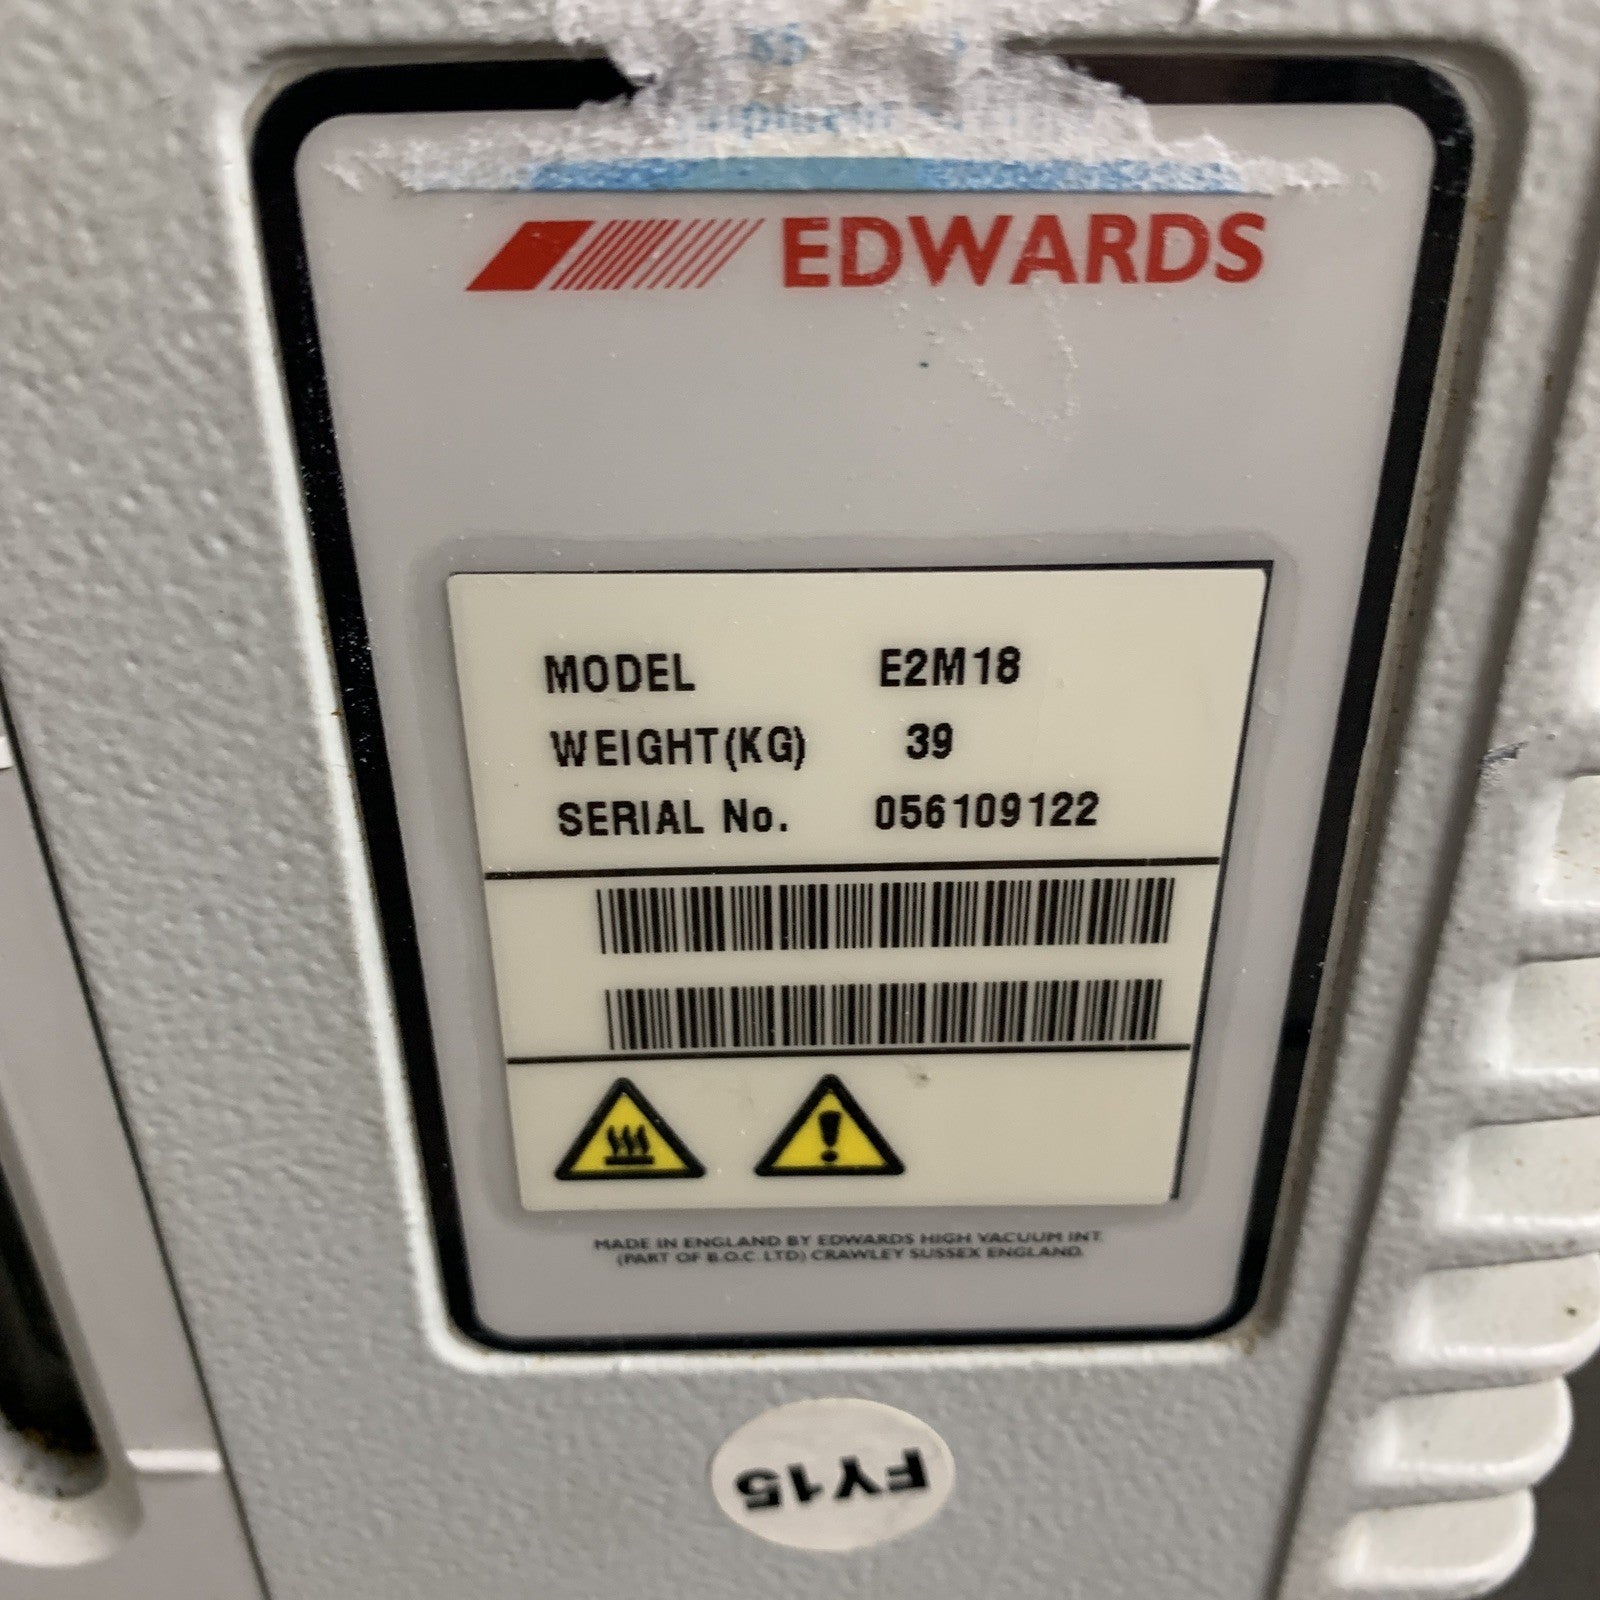 EDWARDS
MODEL E2M18
WEIGHT(KG) 39
SERIAL No. 056109122
MADE IN ENGLAND BY EDWARDS HIGH VACUUM INT.
(PART OF B.O.C. LTD) CRAWLEY SUSSEX ENGLAND.
FY15